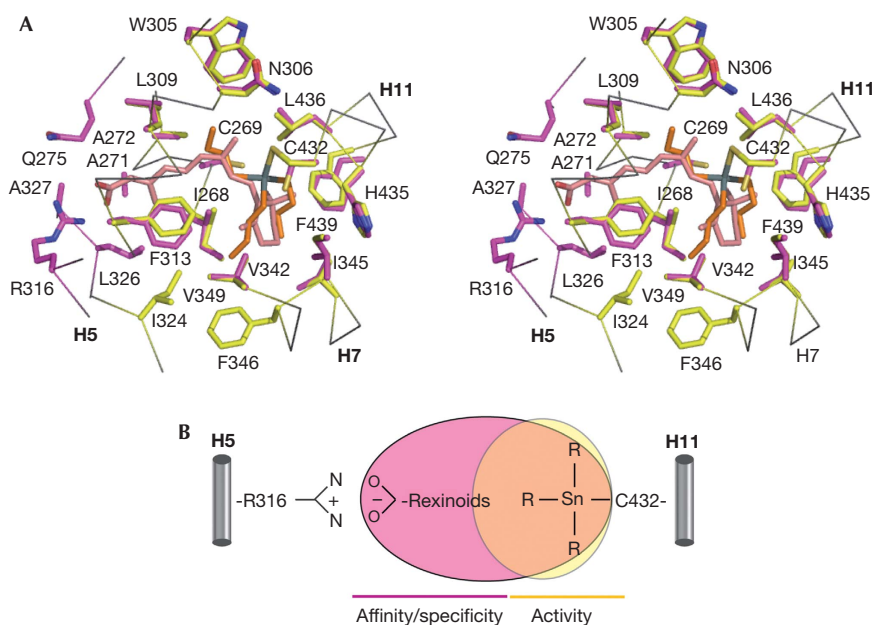 A
W305
N306
L309
L436
H11
C269
A272
C432
Q275
A271
A327
I268
H435
F439
F313
V342
I345
R316
L326
V349
I324
H5
F346
H7
W305
N306
L309
L436
H11
C269
A272
C432
Q275
A271
A327
I268
H435
F439
F313
V342
I345
R316
L326
V349
I324
H5
F346
H7
B
H5
H11
R
N
O
-R316
+
−
-Rexinoids
R
Sn
C432-
N
O
R
Affinity/specificity
Activity